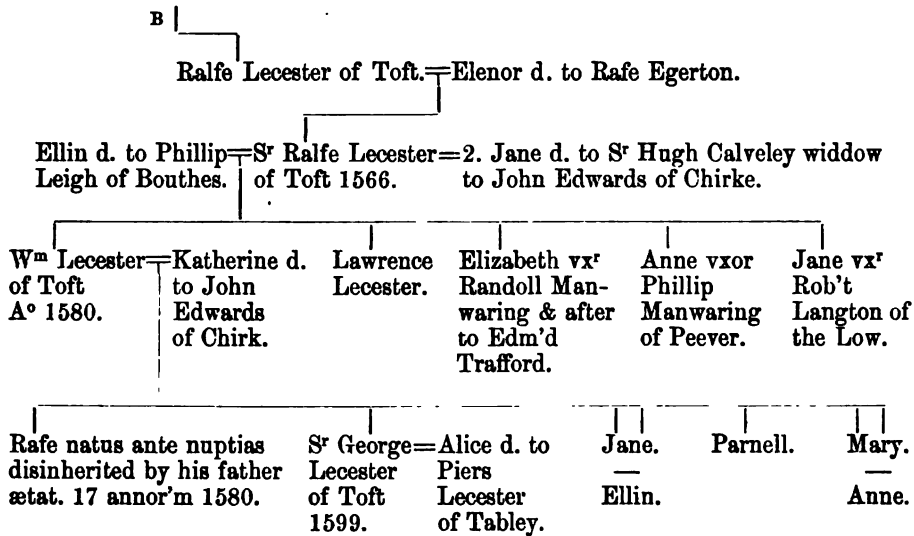 B
Ralfe Lecester of Toft.=Elenor d. to Rafe Egerton.
Ellin d. to Phillip=Sʳ Ralfe Lecester=2. Jane d. to Sʳ Hugh Calveley widdow
Leigh of Bouthes. of Toft 1566. to John Edwards of Chirke.
Wᵐ Lecester=Katherine d. Lawrence Elizabeth vxʳ Anne vxor Jane vxʳ
of Toft to John Lecester. Randoll Man- Phillip Rob't
Aº 1580. Edwards waring & after Manwaring Langton of
of Chirk. to Edm'd of Peever. the Low.
Trafford.
Rafe natus ante nuptias Sʳ George=Alice d. to Jane. Parnell. Mary.
disinherited by his father Lecester Piers — —
ætat. 17 annor'm 1580. of Toft Lecester Ellin. Anne.
1599. of Tabley.